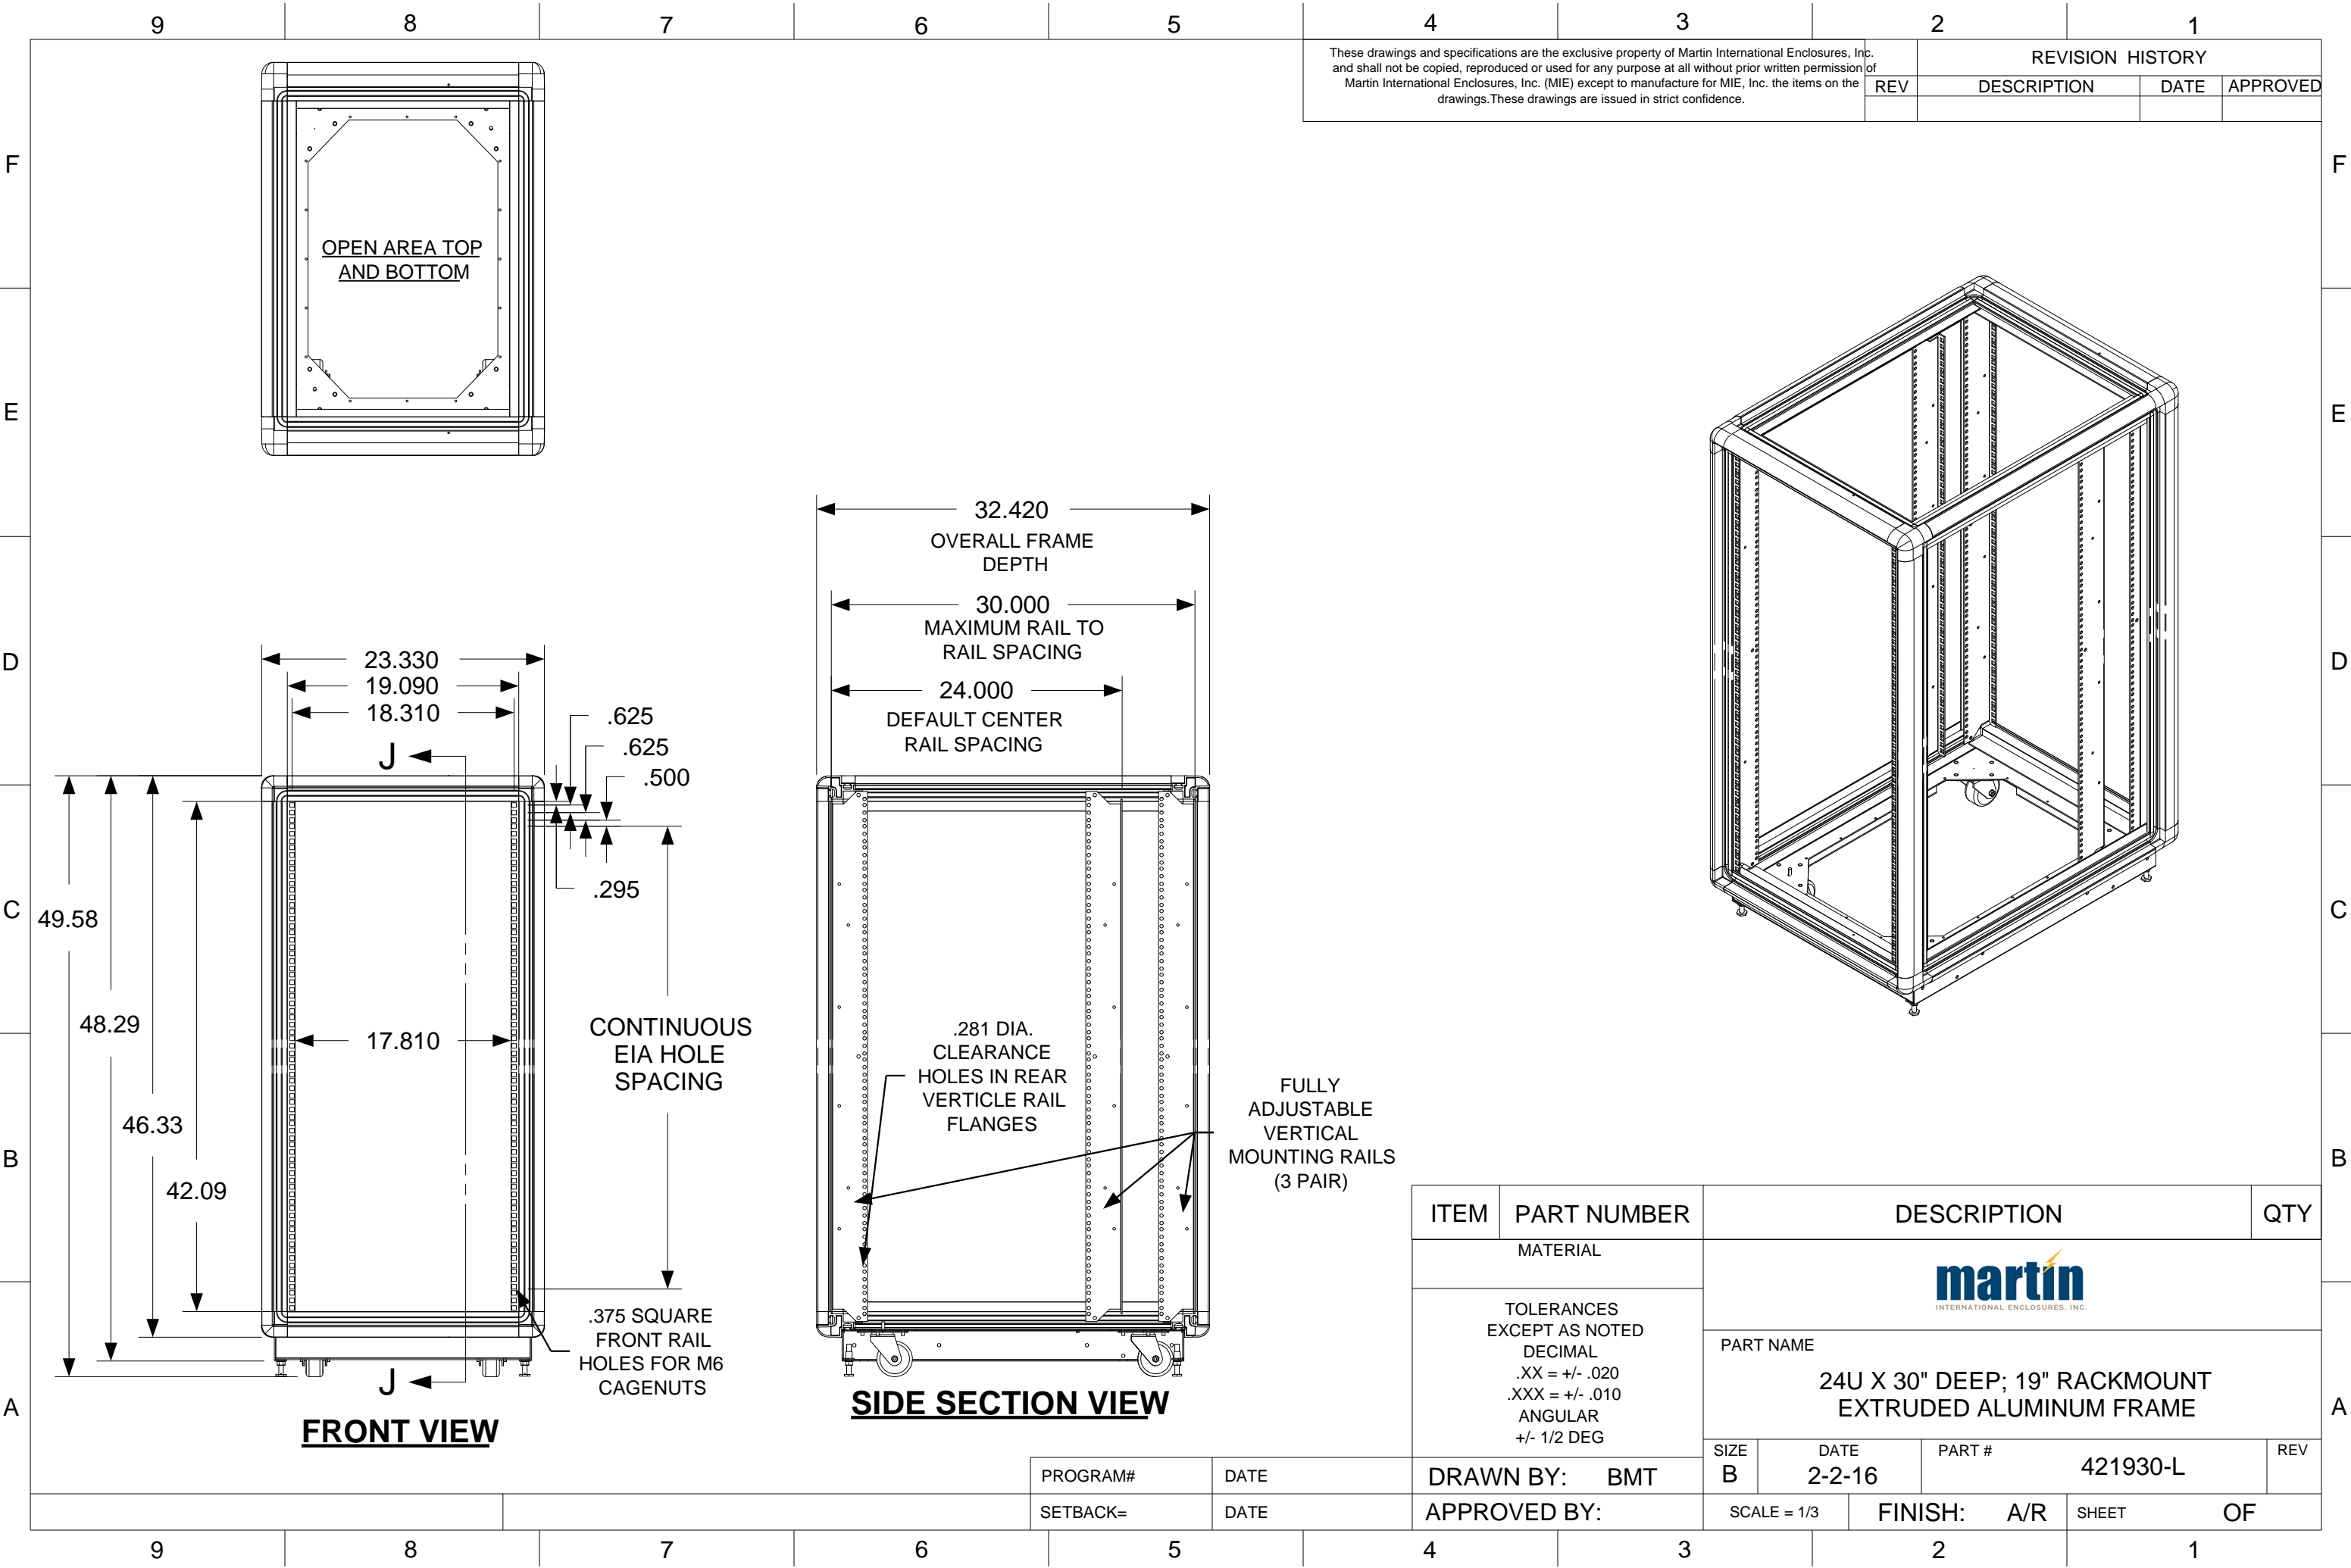 9 8 7 6 5 4 3 2 1
These drawings and specifications are the exclusive property of Martin International Enclosures, Inc.
and shall not be copied, reproduced or used for any purpose at all without prior written permission of
Martin International Enclosures, Inc. (MIE) except to manufacture for MIE, Inc. the items on the
drawings.These drawings are issued in strict confidence.
REVISION HISTORY
REV DESCRIPTION DATE APPROVED
F F
OPEN AREA TOP
AND BOTTOM
E E
32.420
OVERALL FRAME
DEPTH
30.000
MAXIMUM RAIL TO
RAIL SPACING
24.000
DEFAULT CENTER
RAIL SPACING
D D
23.330
19.090
18.310
.625
.625
.500
.295
J
C C
49.58
48.29
46.33
42.09
17.810
CONTINUOUS
EIA HOLE
SPACING
.281 DIA.
CLEARANCE
HOLES IN REAR
VERTICLE RAIL
FLANGES
FULLY
ADJUSTABLE
VERTICAL
MOUNTING RAILS
(3 PAIR)
B B
.375 SQUARE
FRONT RAIL
HOLES FOR M6
CAGENUTS
J
FRONT VIEW
SIDE SECTION VIEW
A A
ITEM PART NUMBER DESCRIPTION QTY
MATERIAL
martin
INTERNATIONAL ENCLOSURES, INC.
TOLERANCES
EXCEPT AS NOTED
DECIMAL
.XX = +/- .020
.XXX = +/- .010
ANGULAR
+/- 1/2 DEG
PART NAME
24U X 30" DEEP; 19" RACKMOUNT
EXTRUDED ALUMINUM FRAME
SIZE DATE PART # REV
B 2-2-16 421930-L
PROGRAM# DATE DRAWN BY: BMT
SETBACK= DATE APPROVED BY: SCALE = 1/3 FINISH: A/R SHEET OF
9 8 7 6 5 4 3 2 1